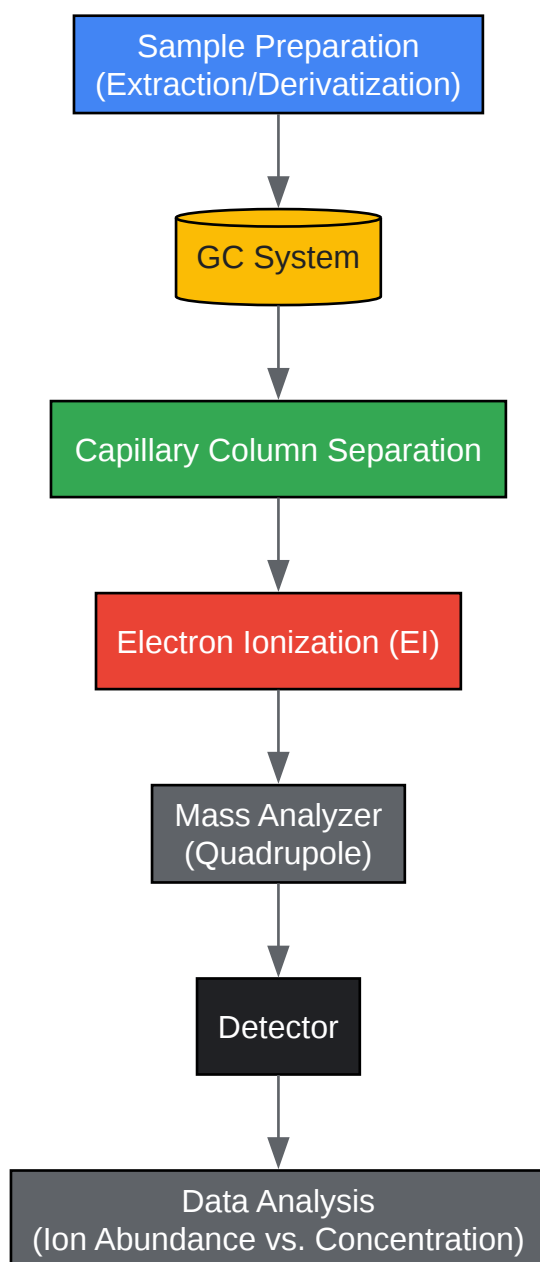 Sample Preparation
(Extraction/Derivatization)
GC System
Capillary Column Separation
Electron Ionization (EI)
Mass Analyzer
(Quadrupole)
Detector
Data Analysis
(Ion Abundance vs. Concentration)